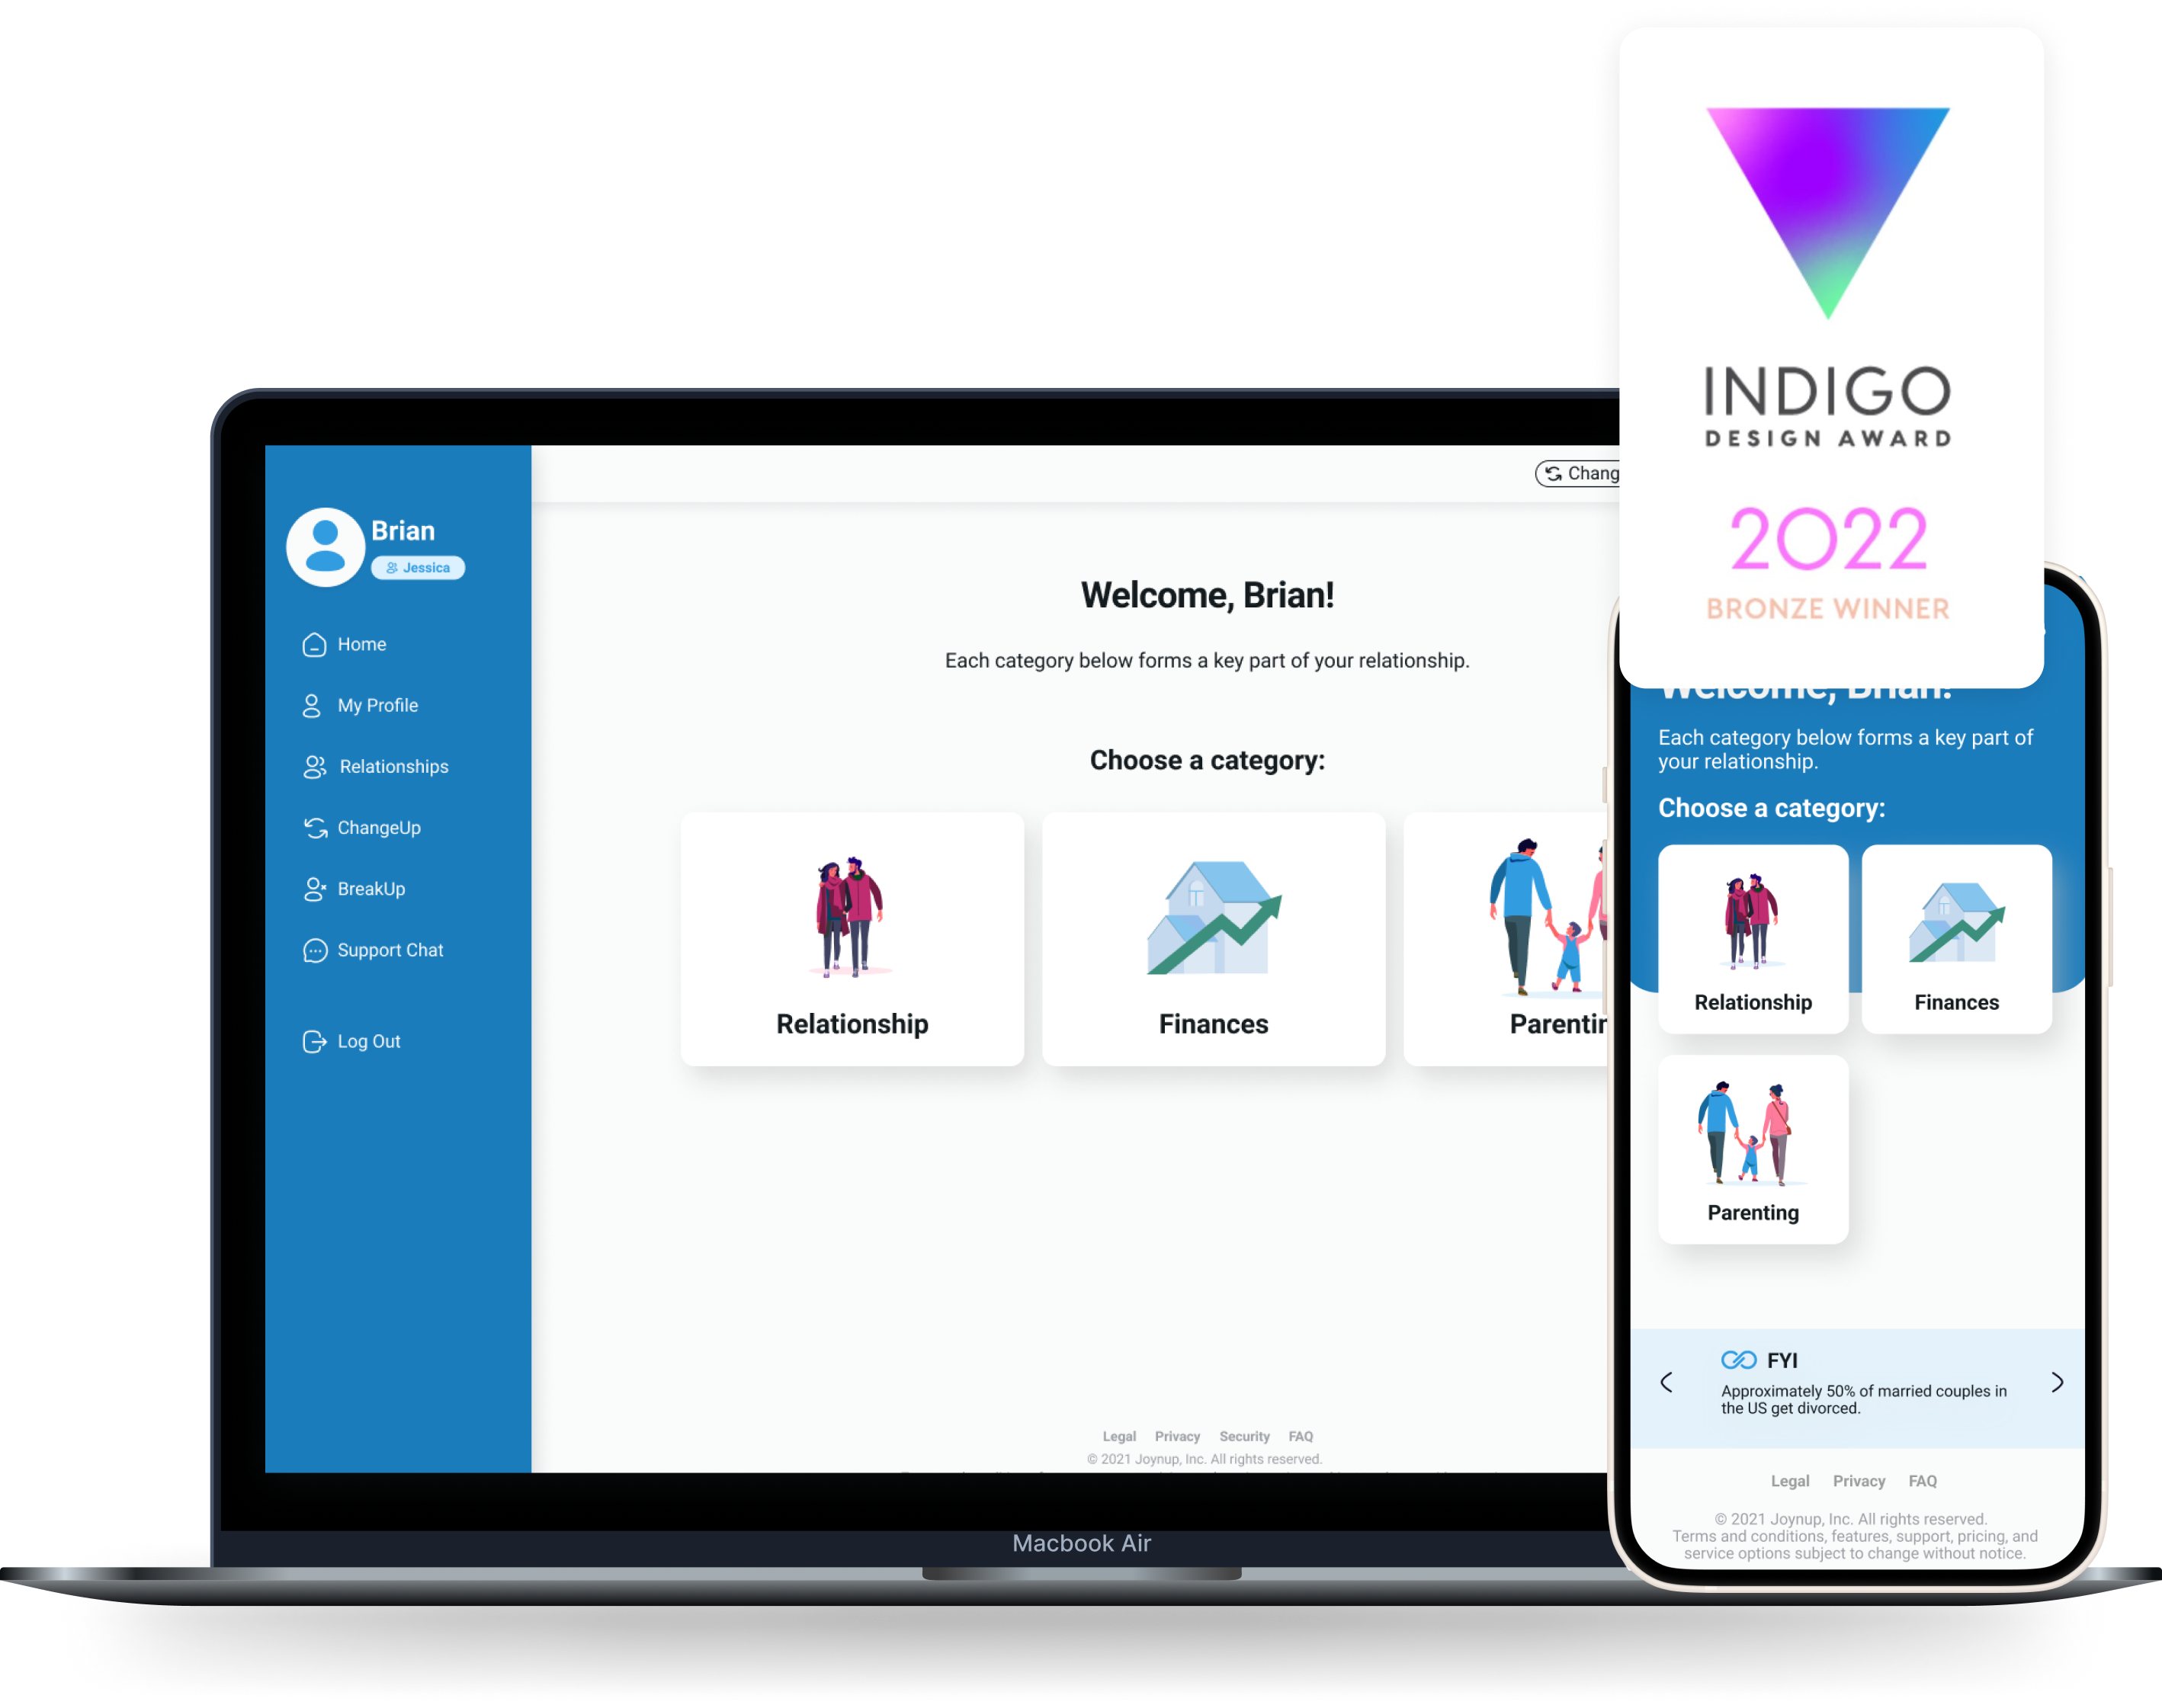 INDIGO
DESIGN AWARD
2022
BRONZE WINNER
Brian
Jessica
Home
My Profile
Relationships
ChangeUp
BreakUp
Support Chat
Log Out
Chang
Welcome, Brian!
Each category below forms a key part of your relationship.
Choose a category:
Relationship
Finances
Parentin
Legal Privacy Security FAQ
© 2021 Joynup, Inc. All rights reserved.
Macbook Air
Welcome, Brian!
Each category below forms a key part of
your relationship.
Choose a category:
Relationship
Finances
Parenting
FYI
Approximately 50% of married couples in
the US get divorced.
Legal Privacy FAQ
© 2021 Joynup, Inc. All rights reserved.
Terms and conditions, features, support, pricing, and
service options subject to change without notice.